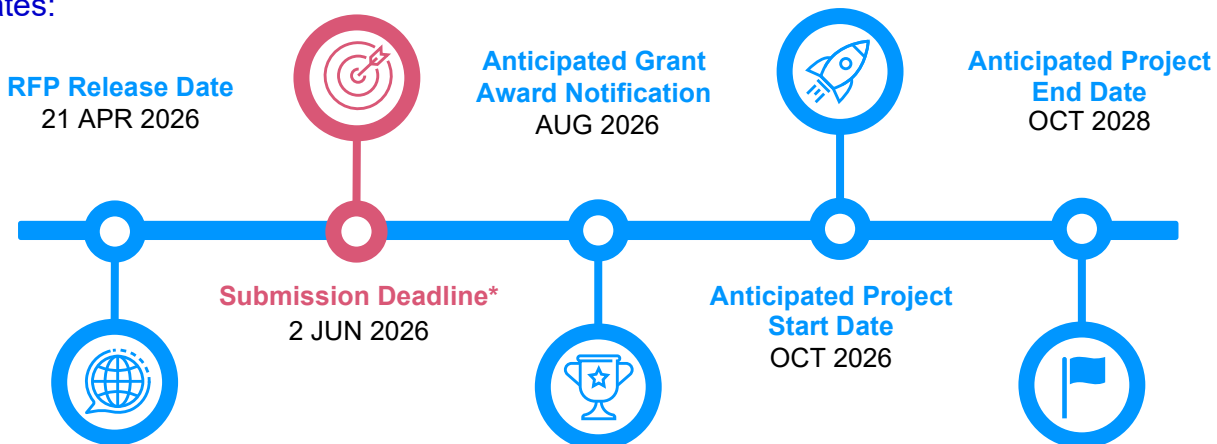 RFP Release Date
21 APR 2026
Submission Deadline*
2 JUN 2026
Anticipated Grant
Award Notification
AUG 2026
Anticipated Project
Start Date
OCT 2026
Anticipated Project
End Date
OCT 2028